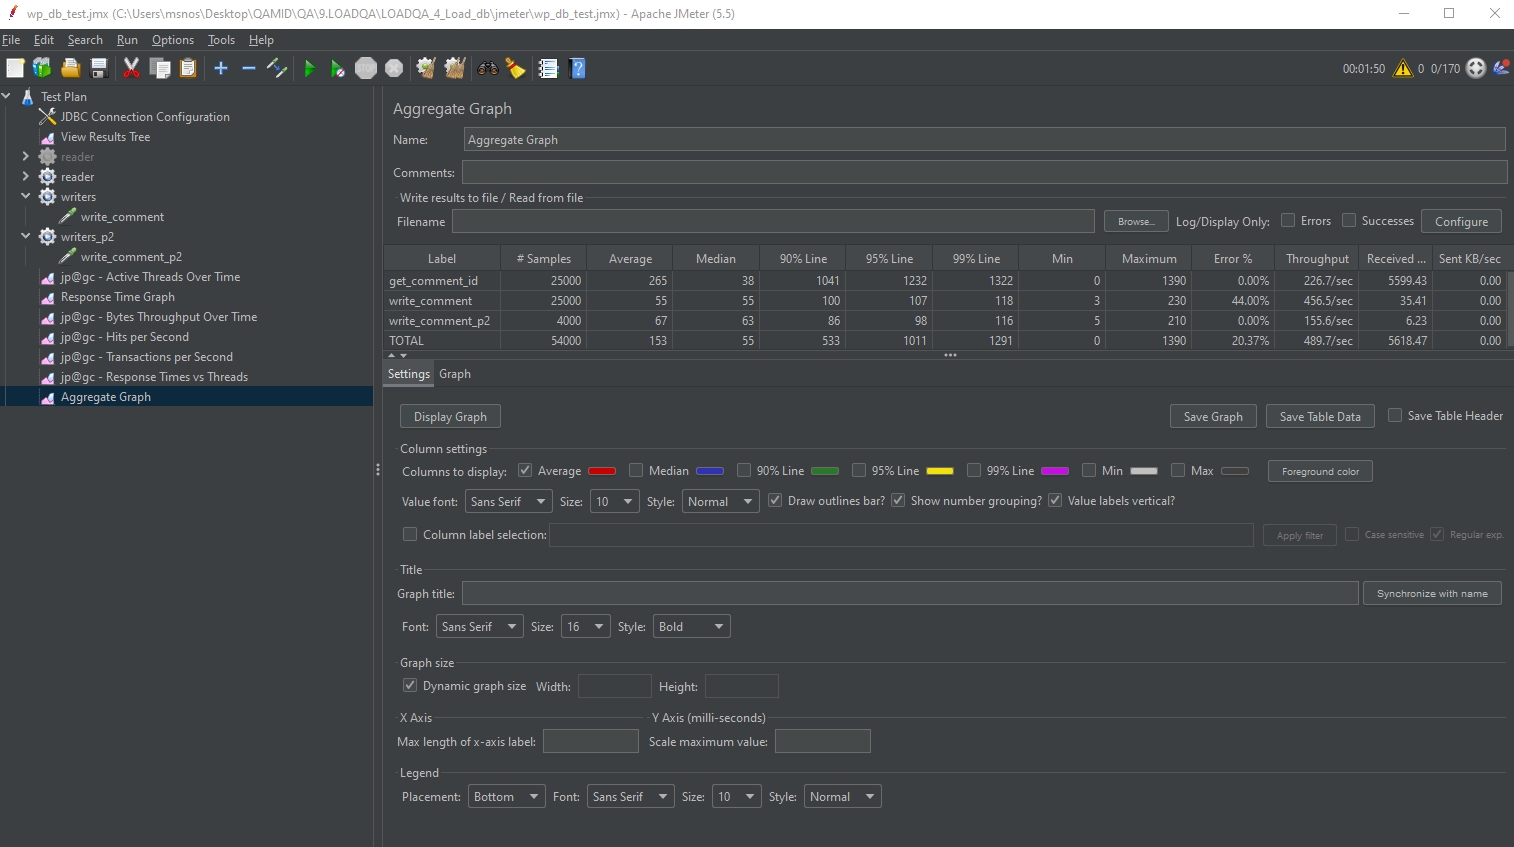 wp_db_test.jmx (C:\Users\msnos\Desktop\QAMID\QA\9.LOADQA\LOADQA_4_Load_db\jmeter\wp_db_test.jmx) - Apache JMeter (5.5)
File Edit Search Run Options Tools Help
00:01:50 0 0/170
Test Plan
JDBC Connection Configuration
View Results Tree
reader
reader
writers
write_comment
writers_p2
write_comment_p2
jp@gc - Active Threads Over Time
Response Time Graph
jp@gc - Bytes Throughput Over Time
jp@gc - Hits per Second
jp@gc - Transactions per Second
jp@gc - Response Times vs Threads
Aggregate Graph
Aggregate Graph
Name: Aggregate Graph
Comments:
Write results to file / Read from file
Filename Browse... Log/Display Only: Errors Successes Configure
Label # Samples Average Median 90% Line 95% Line 99% Line Min Maximum Error % Throughput Received ... Sent KB/sec
get_comment_id 25000 265 38 1041 1232 1322 0 1390 0.00% 226.7/sec 5599.43 0.00
write_comment 25000 55 55 100 107 118 3 230 44.00% 456.5/sec 35.41 0.00
write_comment_p2 4000 67 63 86 98 116 5 210 0.00% 155.6/sec 6.23 0.00
TOTAL 54000 153 55 533 1011 1291 0 1390 20.37% 489.7/sec 5618.47 0.00
Settings Graph
Display Graph Save Graph Save Table Data Save Table Header
Column settings
Columns to display: Average Median 90% Line 95% Line 99% Line Min Max Foreground color
Value font: Sans Serif Size: 10 Style: Normal Draw outlines bar? Show number grouping? Value labels vertical?
Column label selection: Apply filter Case sensitive Regular exp.
Title
Graph title: Synchronize with name
Font: Sans Serif Size: 16 Style: Bold
Graph size
Dynamic graph size Width: Height:
X Axis Y Axis (milli-seconds)
Max length of x-axis label: Scale maximum value:
Legend
Placement: Bottom Font: Sans Serif Size: 10 Style: Normal